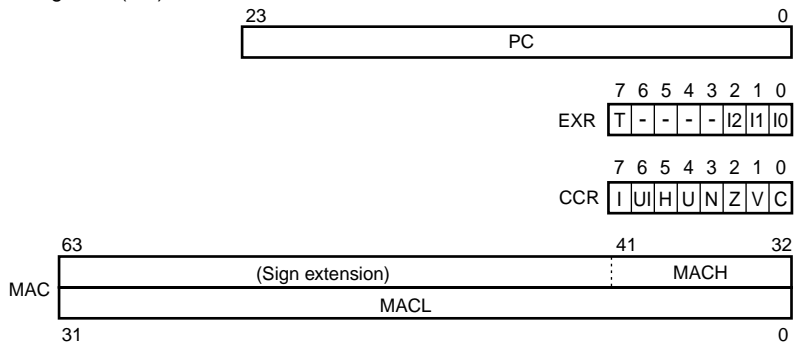 23 0
PC
7 6 5 4 3 2 1 0
EXR T - - - - I2 I1 I0
7 6 5 4 3 2 1 0
CCR I UI H U N Z V C
63 41 32
(Sign extension) MACH
MAC
MACL
31 0